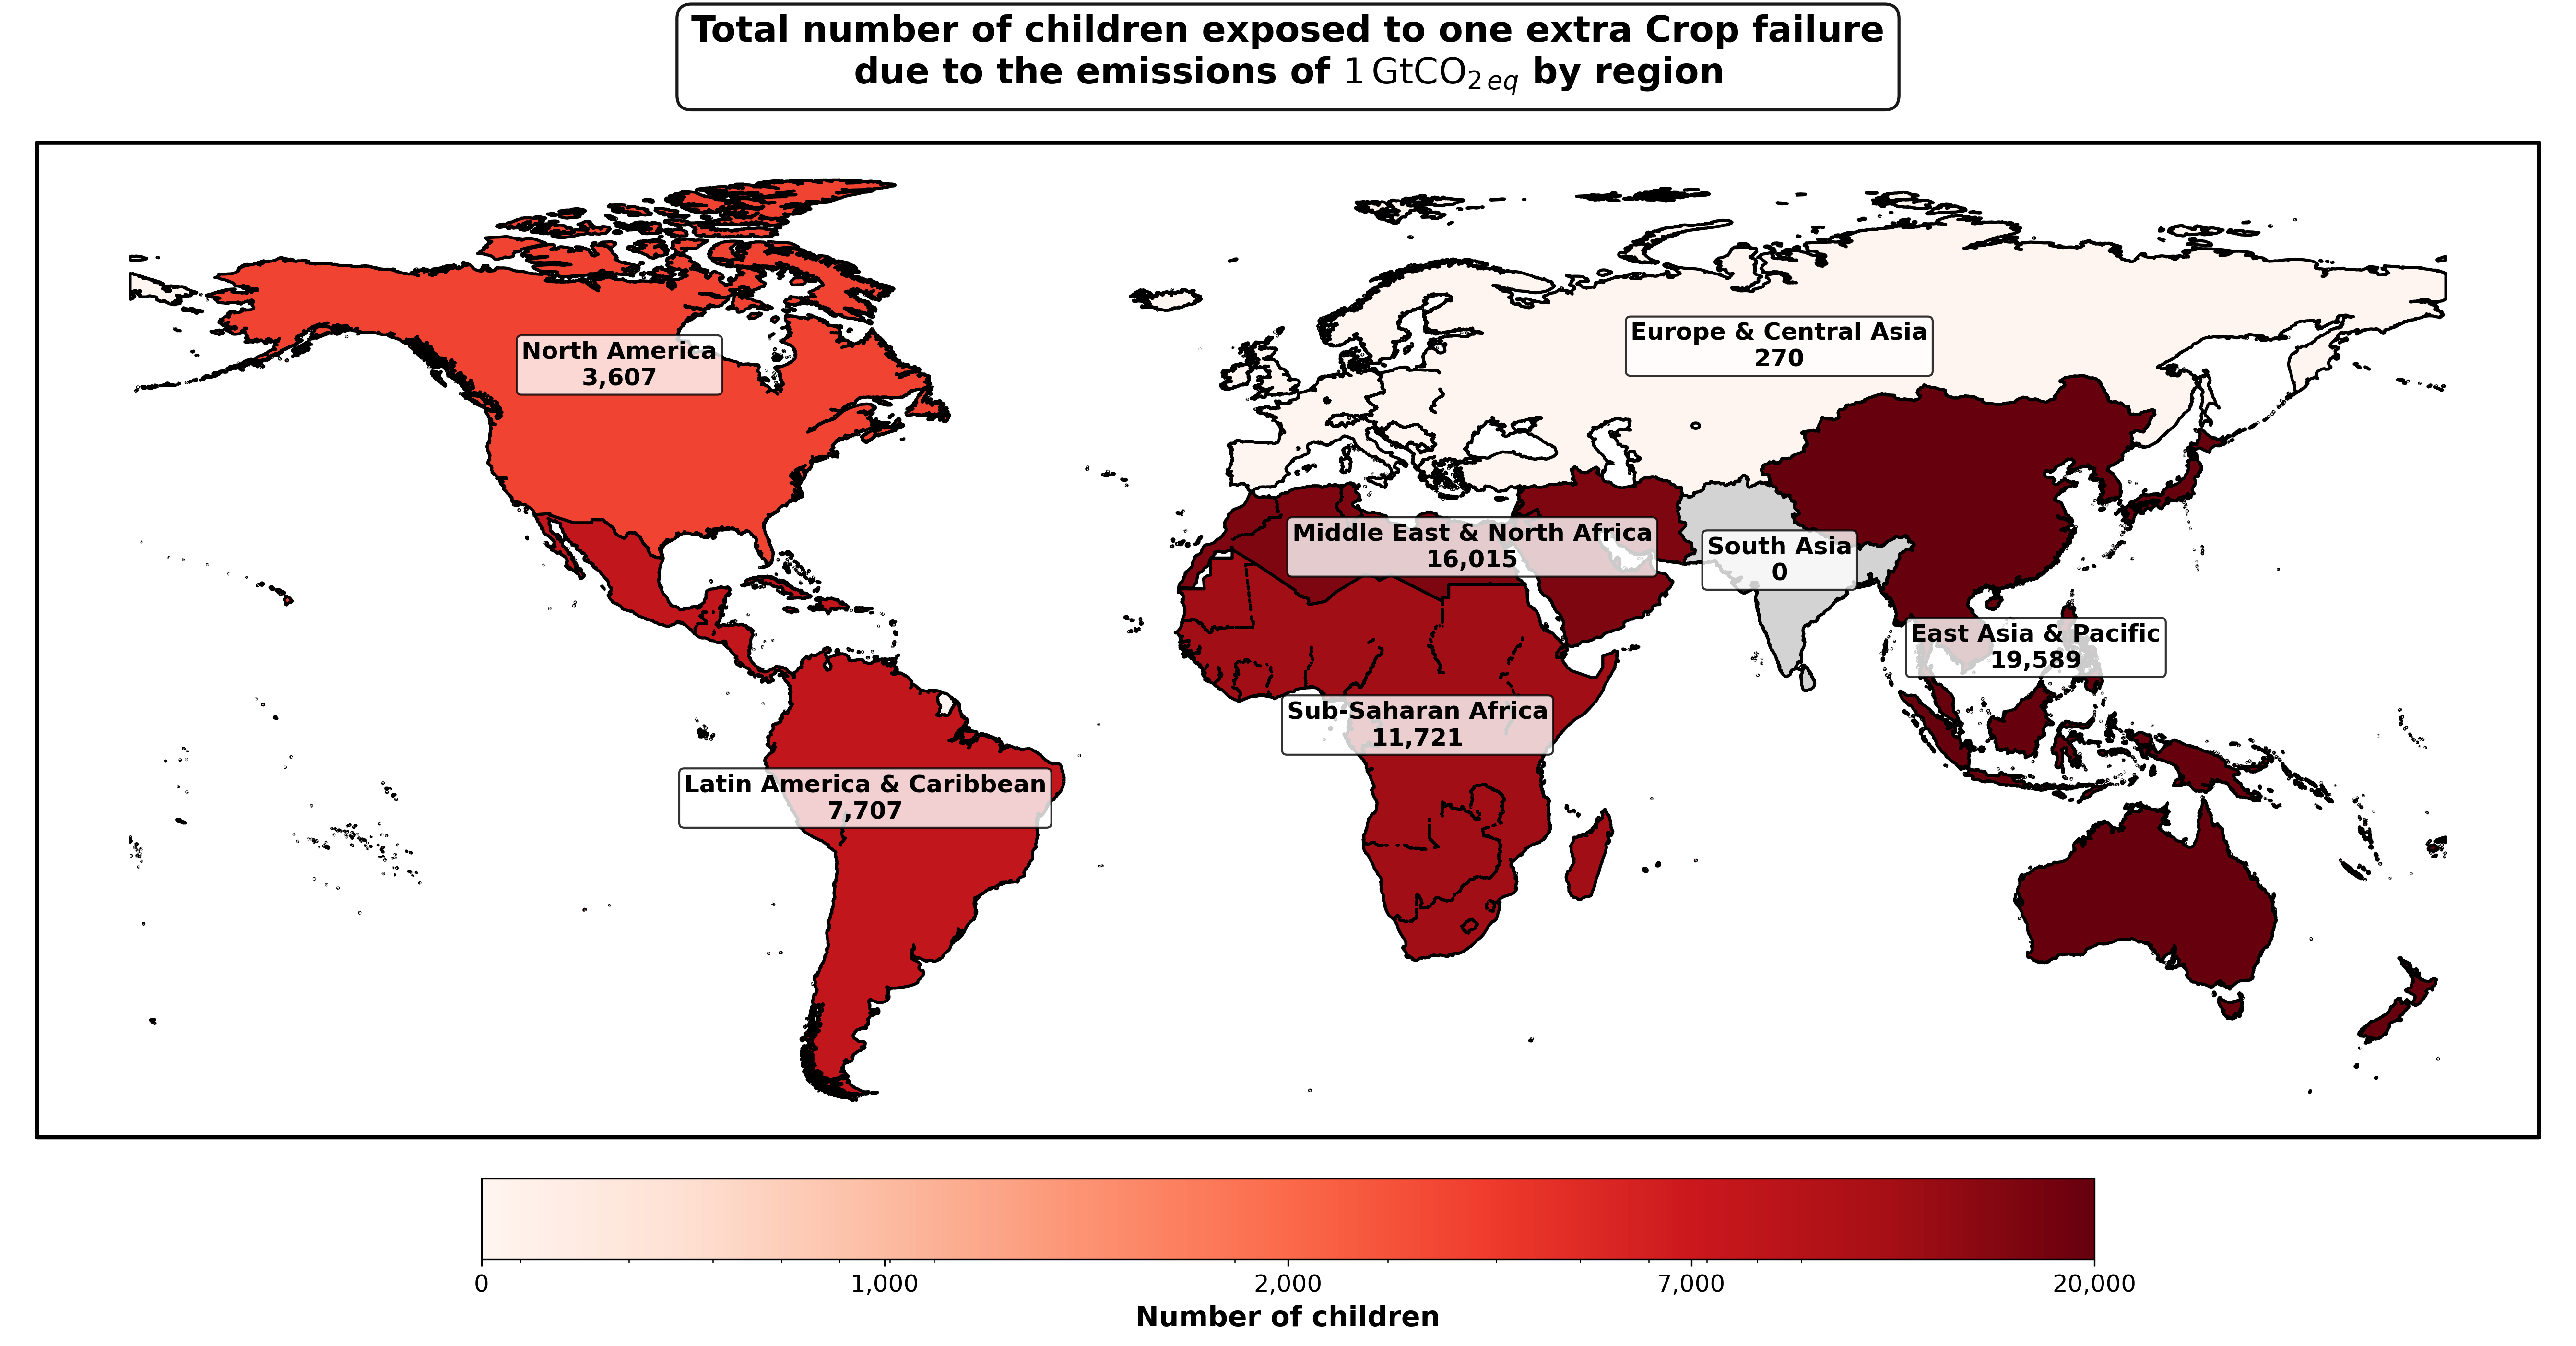 Total number of children exposed to one extra Crop failure
due to the emissions of 1 GtCO2 eq by region
North America
3,607
Europe & Central Asia
270
Middle East & North Africa
16,015
South Asia
0
East Asia & Pacific
19,589
Sub-Saharan Africa
11,721
Latin America & Caribbean
7,707
0 1,000 2,000 7,000 20,000
Number of children